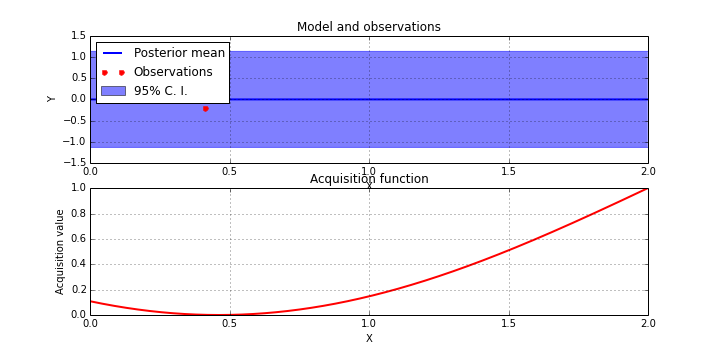 Model and observations
1.5
1.0
0.5
0.0
−0.5
−1.0
−1.5
Y
Posterior mean
Observations
95% C. I.
0.0 0.5 1.0 1.5 2.0
X
Acquisition function
1.0
0.8
0.6
0.4
0.2
0.0
Acquisition value
0.0 0.5 1.0 1.5 2.0
X